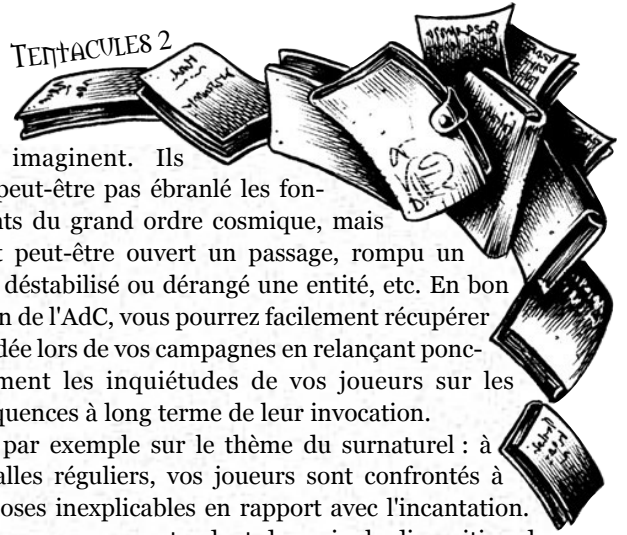 TENTACULES 2
imaginent. Ils
peut-être pas ébranlé les fon-
nts du grand ordre cosmique, mais
t peut-être ouvert un passage, rompu un
déstabilisé ou dérangé une entité, etc. En bon
n de l'AdC, vous pourrez facilement récupérer
dée lors de vos campagnes en relançant ponc-
ment les inquiétudes de vos joueurs sur les
quences à long terme de leur invocation.
par exemple sur le thème du surnaturel : à
alles réguliers, vos joueurs sont confrontés à
oses inexplicables en rapport avec l'incantation.